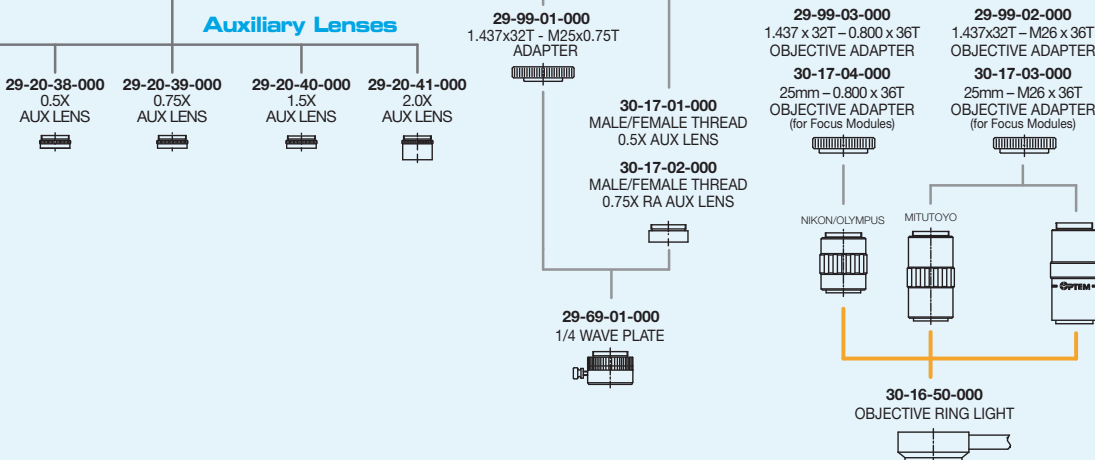 Auxiliary Lenses
29-20-38-000
0.5X
AUX LENS
29-20-39-000
0.75X
AUX LENS
29-20-40-000
1.5X
AUX LENS
29-20-41-000
2.0X
AUX LENS
29-99-01-000
1.437x32T - M25x0.75T
ADAPTER
30-17-01-000
MALE/FEMALE THREAD
0.5X AUX LENS
30-17-02-000
MALE/FEMALE THREAD
0.75X RA AUX LENS
29-69-01-000
1/4 WAVE PLATE
29-99-03-000
1.437 x 32T – 0.800 x 36T
OBJECTIVE ADAPTER
30-17-04-000
25mm – 0.800 x 36T
OBJECTIVE ADAPTER
(for Focus Modules)
NIKON/OLYMPUS
29-99-02-000
1.437x32T – M26 x 36T
OBJECTIVE ADAPTER
30-17-03-000
25mm – M26 x 36T
OBJECTIVE ADAPTER
(for Focus Modules)
MITUTOYO
OPTEM
30-16-50-000
OBJECTIVE RING LIGHT